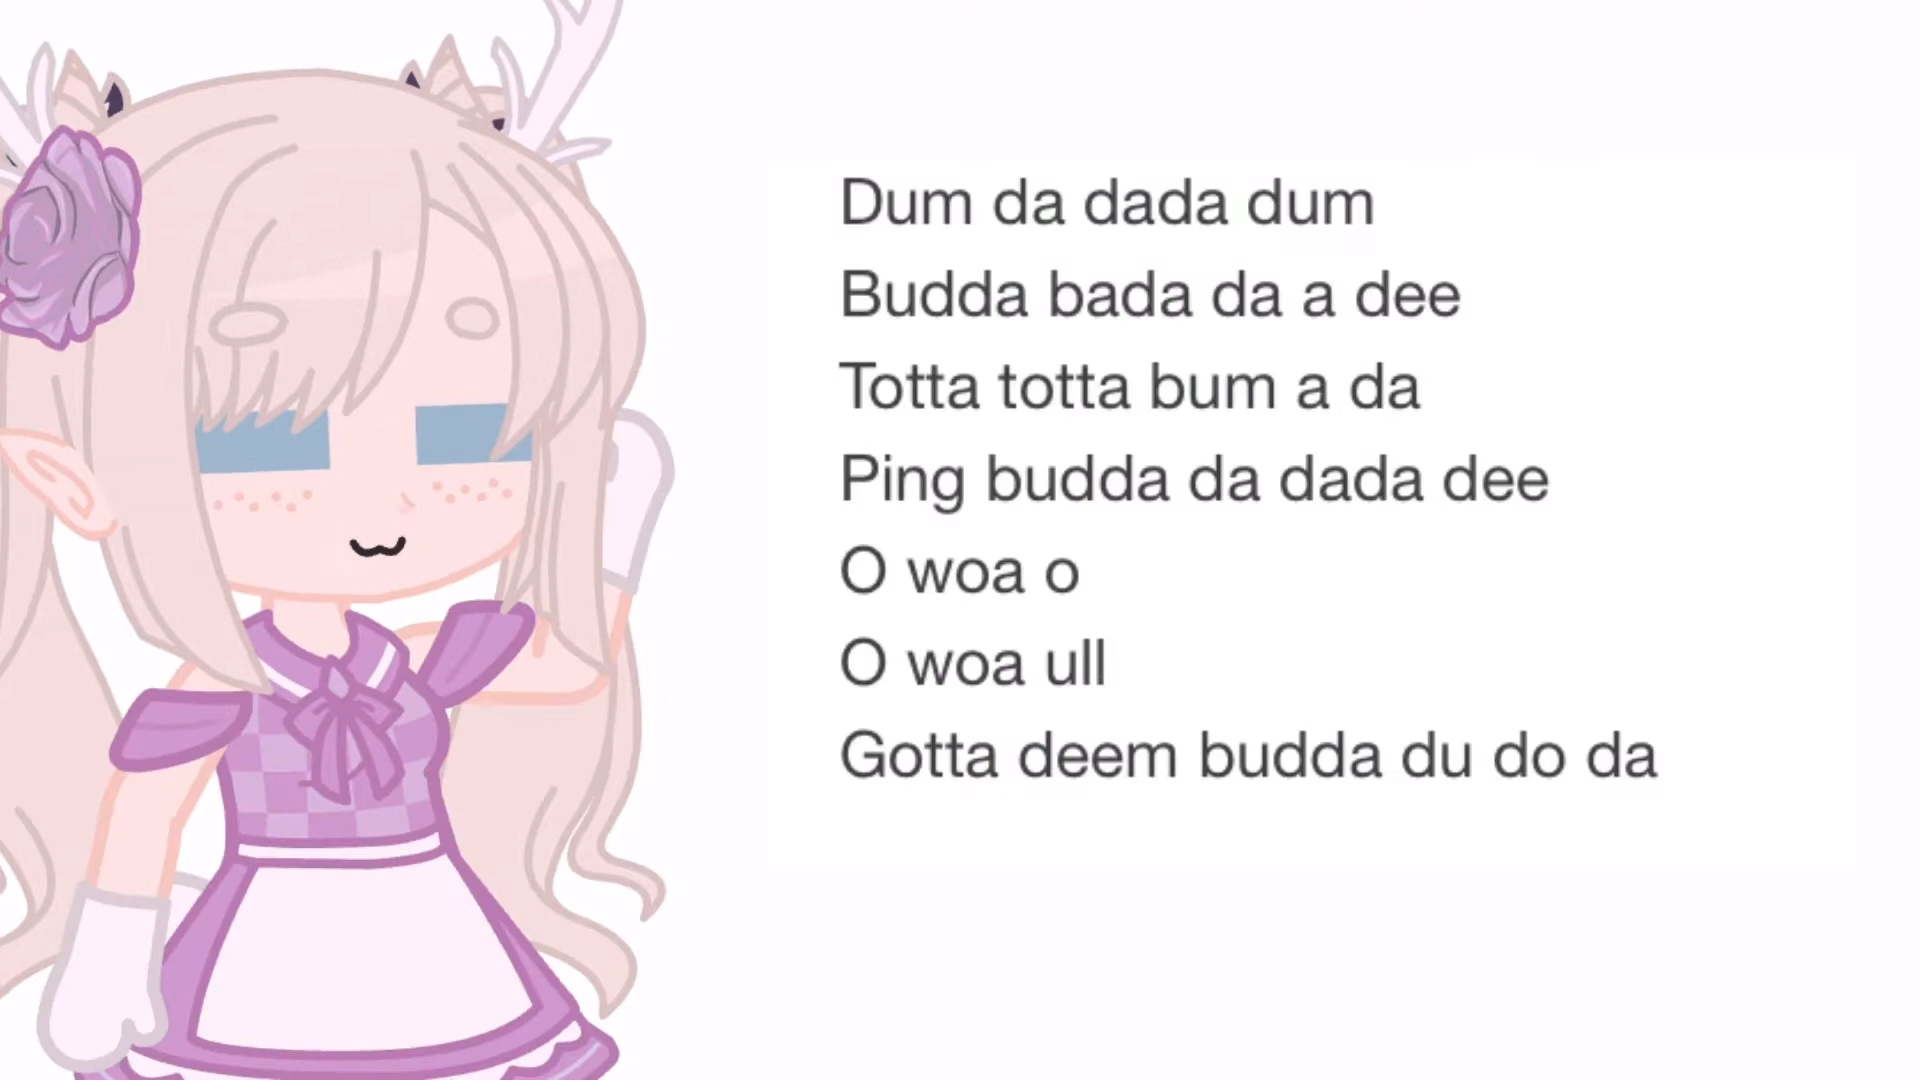 Dum da dada dum
Budda bada da a dee
Totta totta bum a da
Ping budda da dada dee
O woa o
O woa ull
Gotta deem budda du do da